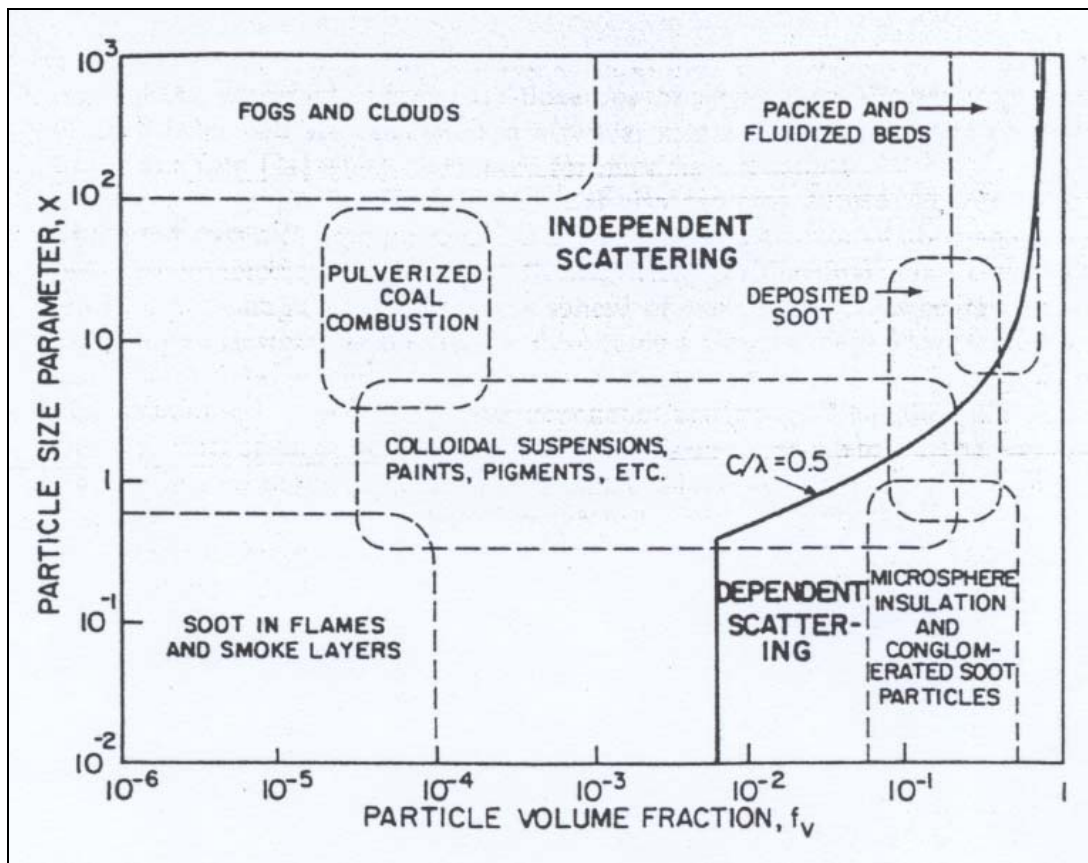 10³
FOGS AND CLOUDS
PACKED AND
FLUIDIZED BEDS
10²
INDEPENDENT
SCATTERING
PULVERIZED
COAL
COMBUSTION
DEPOSITED
SOOT
10
COLLOIDAL SUSPENSIONS,
PAINTS, PIGMENTS, ETC.
C/λ=0.5
1
DEPENDENT
SCATTER-
ING
MICROSPHERE
INSULATION
AND
CONGLOM-
ERATED SOOT
PARTICLES
10⁻¹
SOOT IN FLAMES
AND SMOKE LAYERS
10⁻²
PARTICLE SIZE PARAMETER, X
10⁻⁶ 10⁻⁵ 10⁻⁴ 10⁻³ 10⁻² 10⁻¹ 1
PARTICLE VOLUME FRACTION, fᵥ